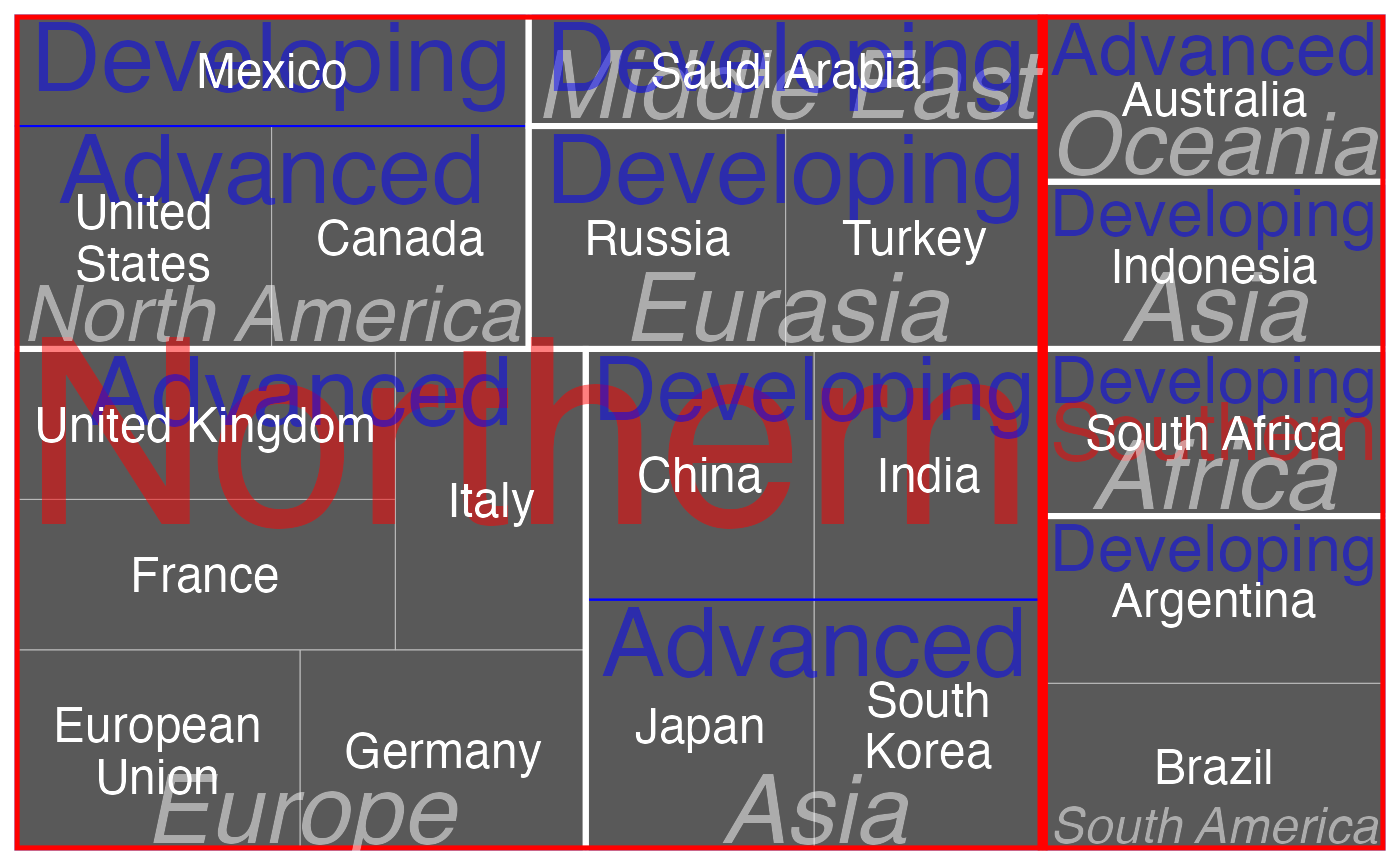 Developing
Mexico
Advanced
United
States
Canada
North America
Developing
Saudi Arabia
Middle East
Developing
Russia
Turkey
Eurasia
Northern
Advanced
United Kingdom
Italy
France
European
Union
Germany
Europe
Developing
China
India
Advanced
Japan
South
Korea
Asia
Advanced
Australia
Oceania
Developing
Indonesia
Asia
Developing
Southern
South Africa
Africa
Developing
Argentina
Brazil
South America